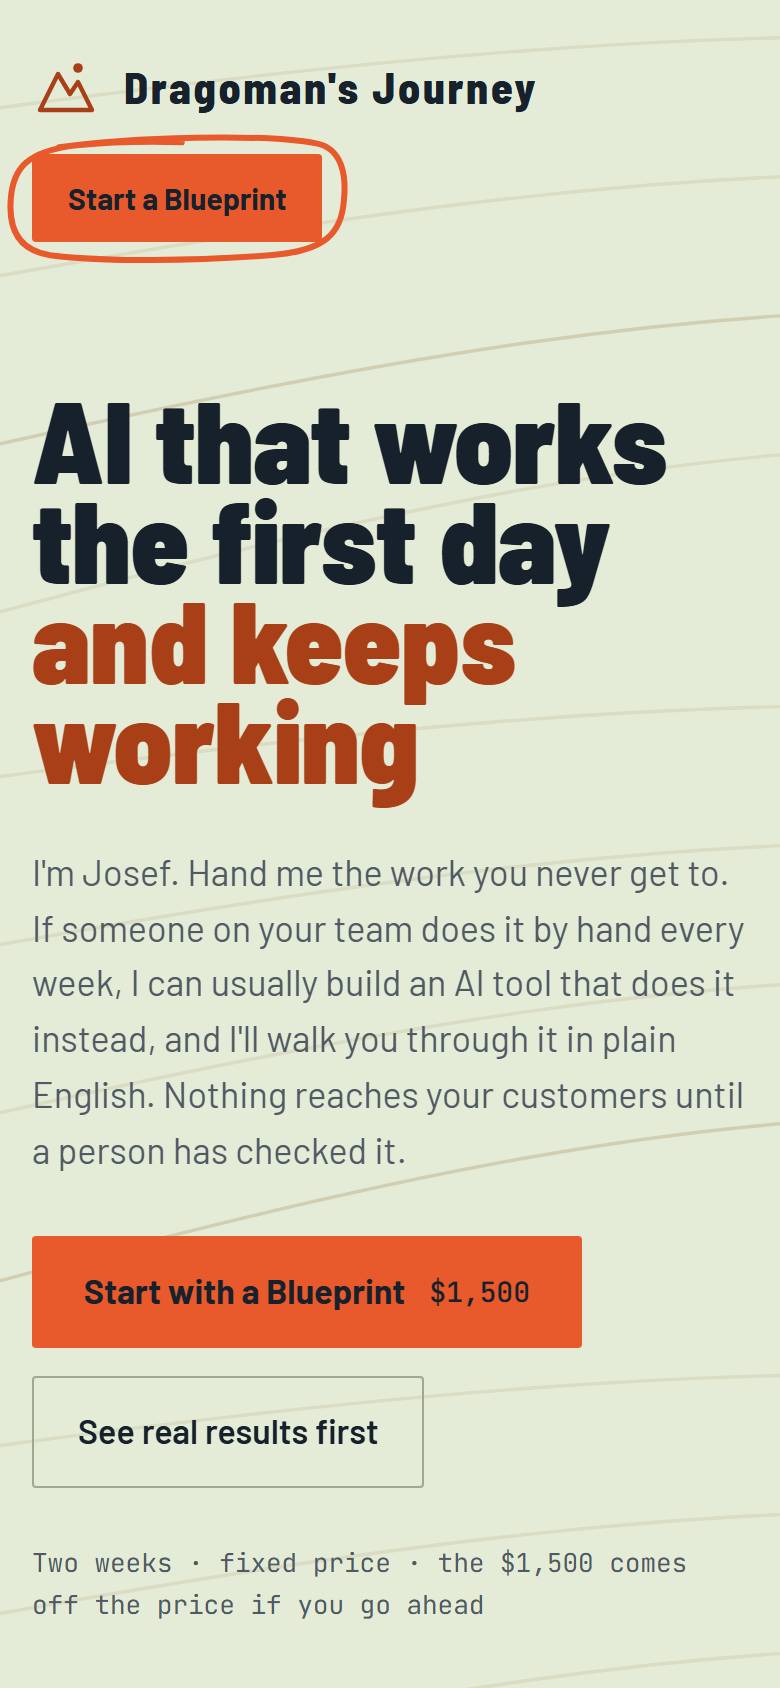 Dragoman's Journey
Start a Blueprint
AI that works
the first day
and keeps
working
I'm Josef. Hand me the work you never get to.
If someone on your team does it by hand every
week, I can usually build an AI tool that does it
instead, and I'll walk you through it in plain
English. Nothing reaches your customers until
a person has checked it.
Start with a Blueprint $1,500
See real results first
Two weeks · fixed price · the $1,500 comes
off the price if you go ahead